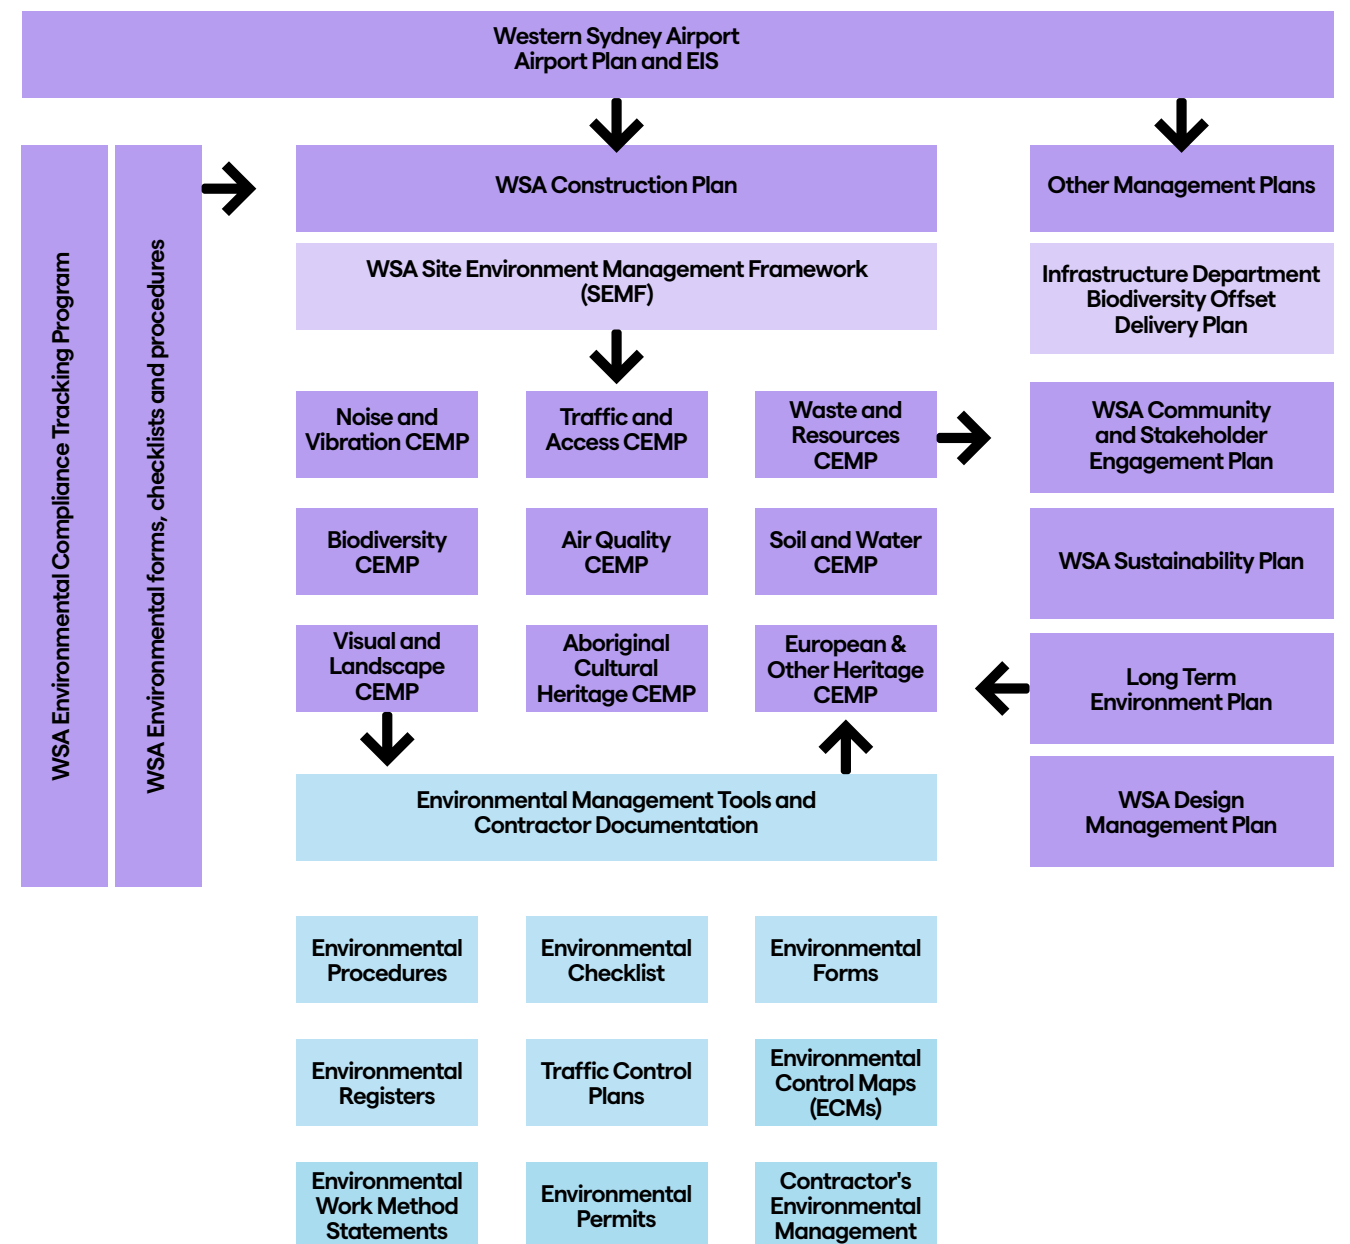 Western Sydney Airport
Airport Plan and EIS
WSA Environmental Compliance Tracking Program
WSA Environmental forms, checklists and procedures
WSA Construction Plan
Other Management Plans
WSA Site Environment Management Framework
(SEMF)
Infrastructure Department
Biodiversity Offset
Delivery Plan
Noise and
Vibration CEMP
Traffic and
Access CEMP
Waste and
Resources
CEMP
WSA Community
and Stakeholder
Engagement Plan
Biodiversity
CEMP
Air Quality
CEMP
Soil and Water
CEMP
WSA Sustainability Plan
Visual and
Landscape
CEMP
Aboriginal
Cultural
Heritage CEMP
European &
Other Heritage
CEMP
Long Term
Environment Plan
Environmental Management Tools and
Contractor Documentation
WSA Design
Management Plan
Environmental
Procedures
Environmental
Checklist
Environmental
Forms
Environmental
Registers
Traffic Control
Plans
Environmental
Control Maps
(ECMs)
Environmental
Work Method
Statements
Environmental
Permits
Contractor's
Environmental
Management